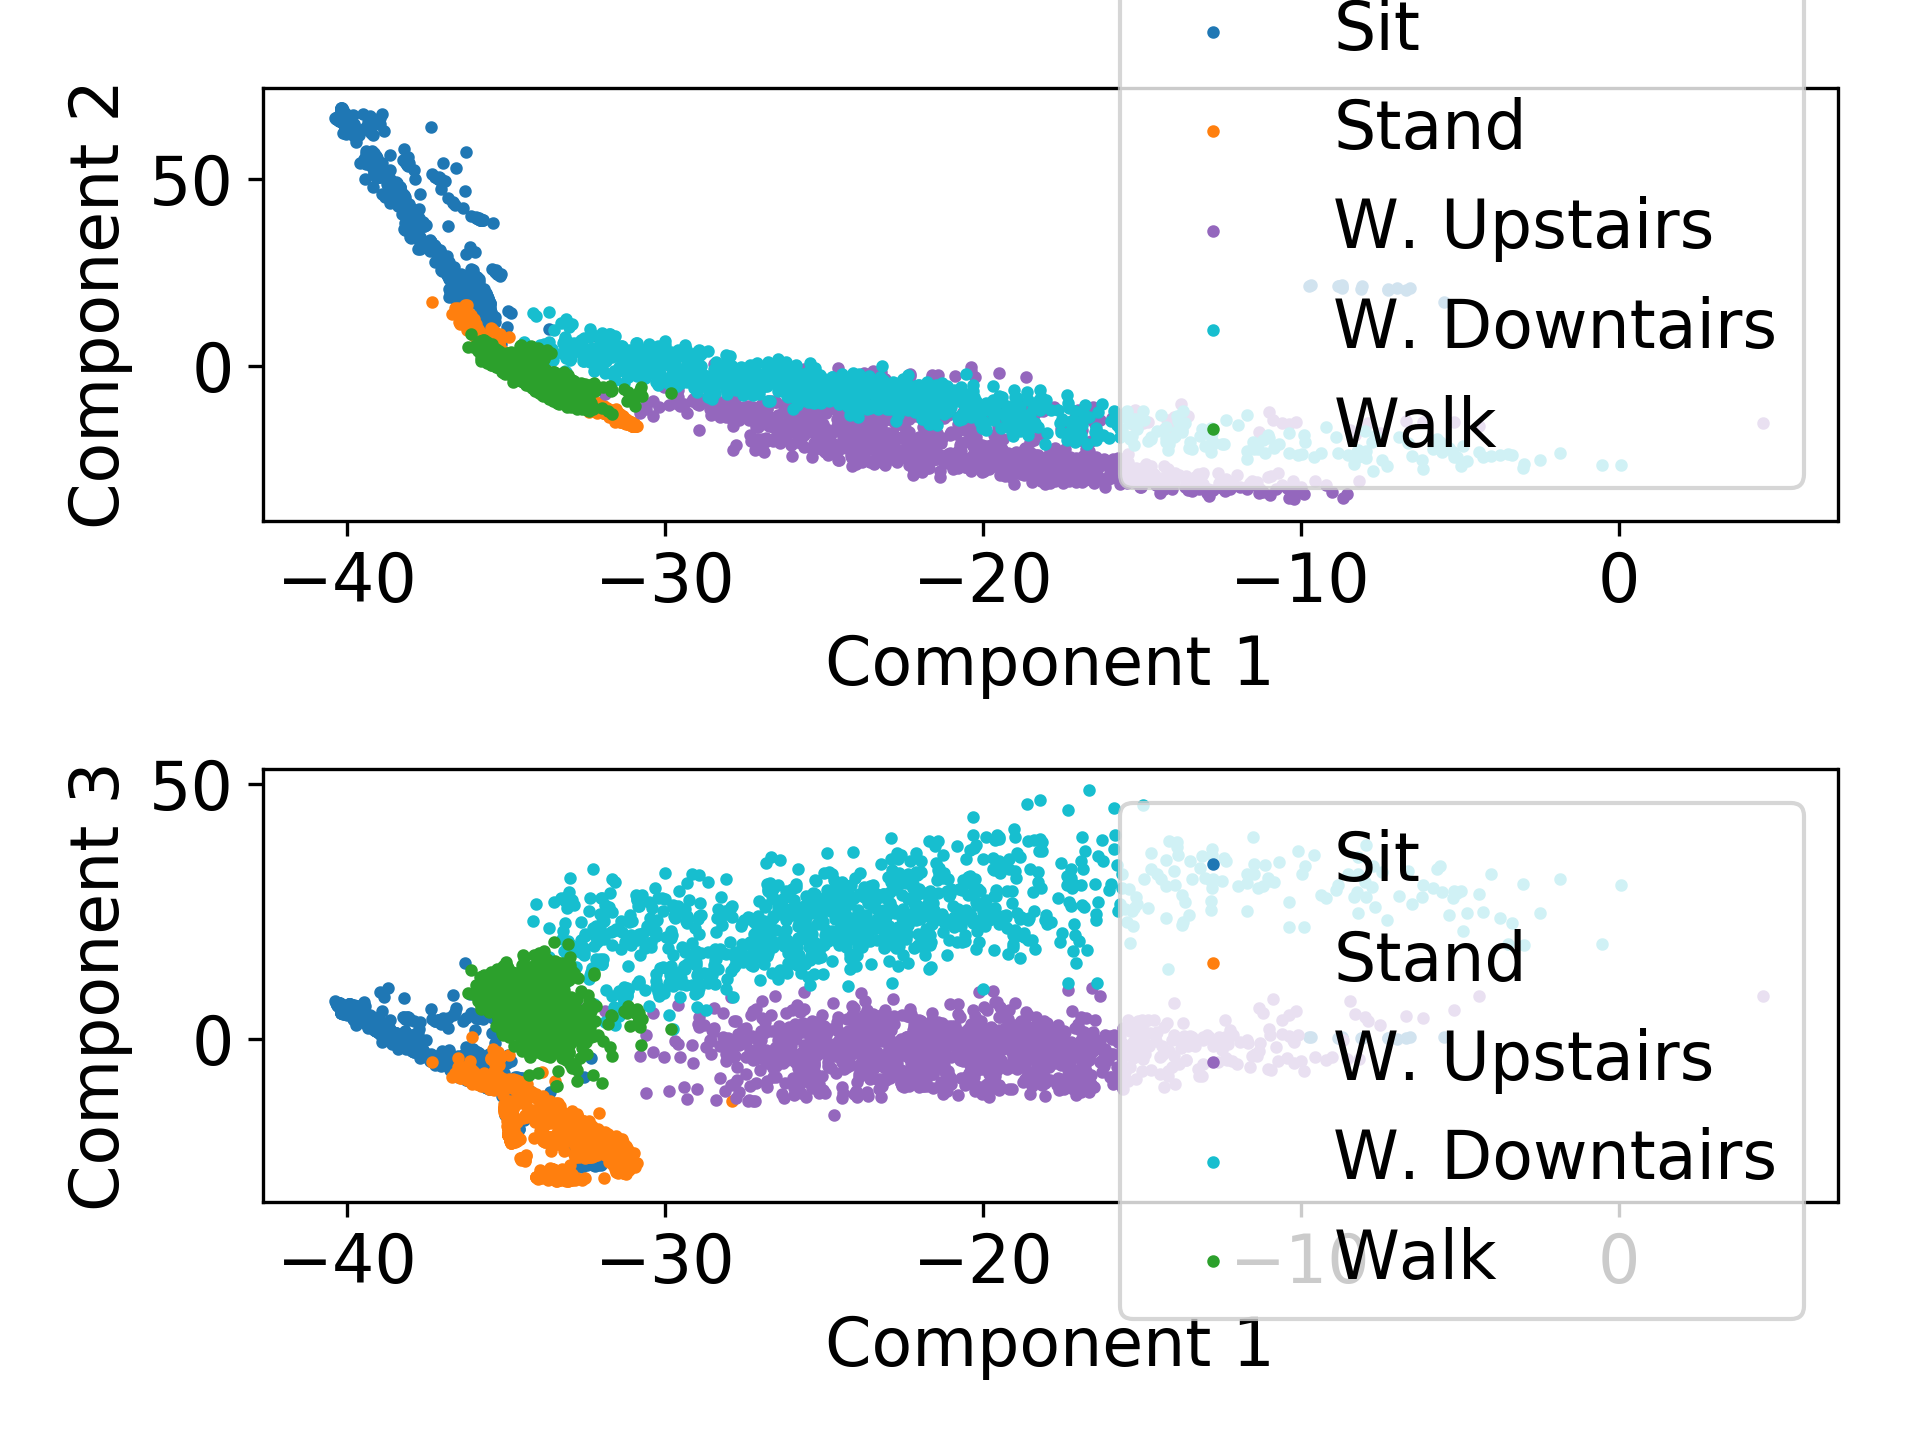 Sit
Stand
W. Upstairs
W. Downtairs
Walk
Component 2
50
0
−40 −30 −20 −10 0
Component 1
Component 3
50
0
Sit
Stand
W. Upstairs
W. Downtairs
Walk
−40 −30 −20 −10 0
Component 1